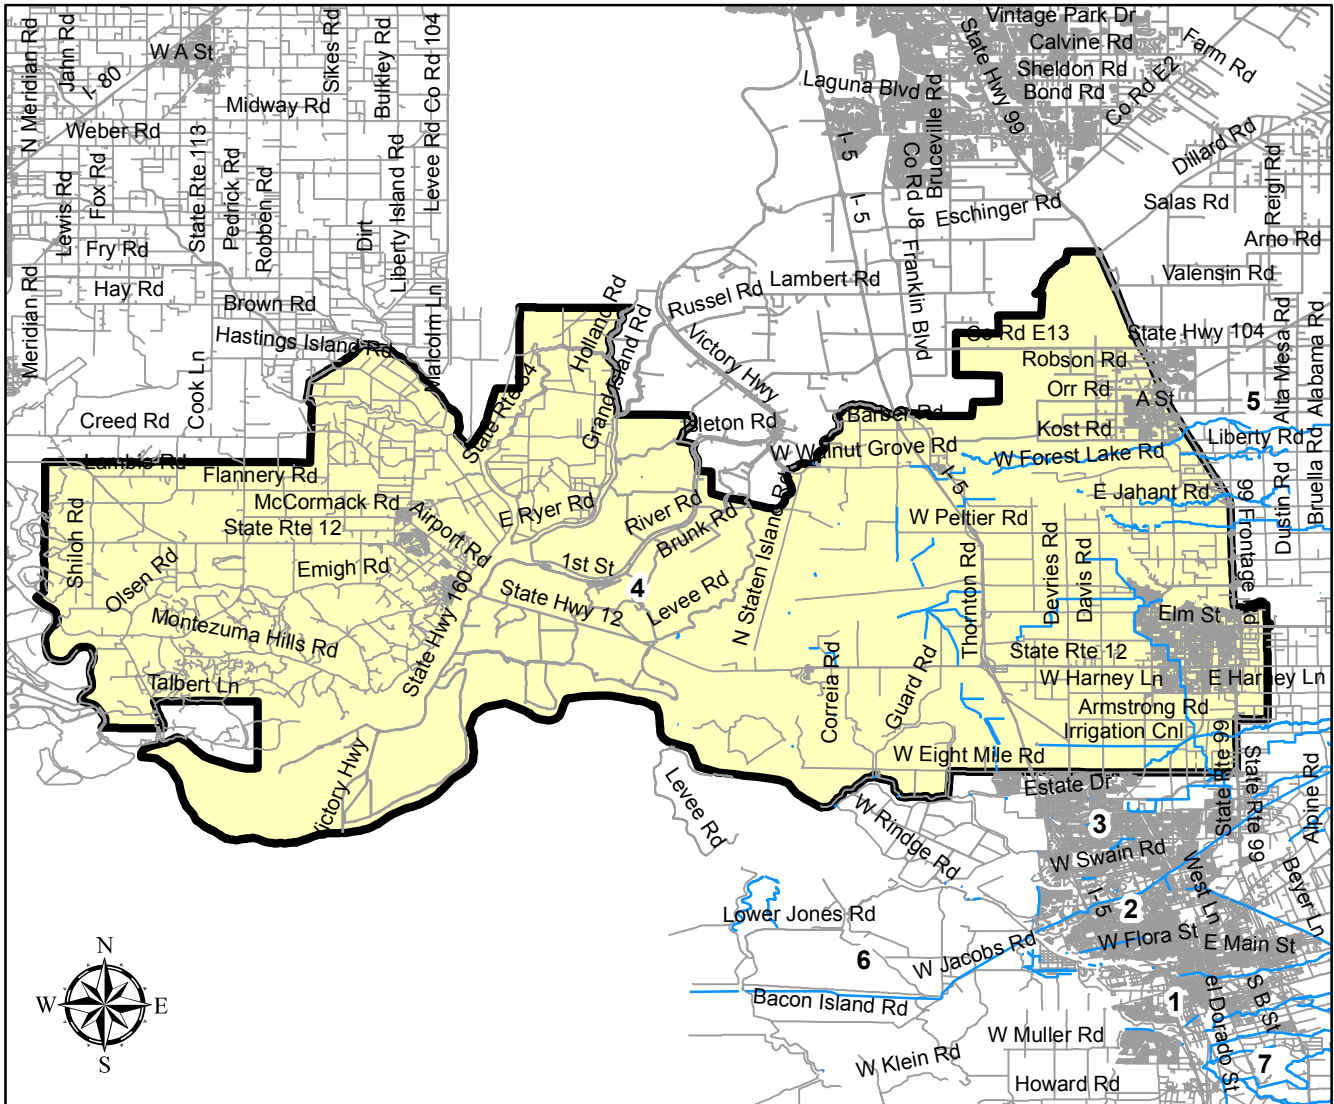 Vintage Park Dr
Calvine Rd
Sheldon Rd
Bond Rd
Farm Rd
Co Rd E2
State Hwy 99
Laguna Blvd
Bruceville Rd
I- 5
Co Rd J8
I- 5
Franklin Blvd
Eschinger Rd
Dillard Rd
Salas Rd
Reigl Rd
Arno Rd
Valensin Rd
N Meridian Rd
Jahn Rd
W A St
I- 80
Sikes Rd
Bulkley Rd
Levee Rd Co Rd 104
Midway Rd
Weber Rd
Lewis Rd
Fox Rd
State Rte 113
Pedrick Rd
Robben Rd
Dirt
Liberty Island Rd
Fry Rd
Hay Rd
Meridian Rd
Brown Rd
Hastings Island Rd
Malcolm Ln
Cook Ln
Creed Rd
Lambie Rd
Flannery Rd
McCormack Rd
State Rte 12
Airport Rd
Shiloh Rd
Olsen Rd
Emigh Rd
Montezuma Hills Rd
State Hwy 160
Talbert Ln
Victory Hwy
State Rte 84
Holland Rd
Grand Island Rd
Russel Rd
Lambert Rd
Victory Hwy
Isleton Rd
E Ryer Rd
River Rd
Brunk Rd
1st St
4
State Hwy 12
Levee Rd
N Staten Island Rd
W Walnut Grove Rd
Barber Rd
Co Rd E13
State Hwy 104
Robson Rd
Orr Rd
A St
Kost Rd
W Forest Lake Rd
I- 5
E Jahant Rd
W Peltier Rd
Alta Mesa Rd
Alabama Rd
5
Liberty Rd
Bruella Rd
Dustin Rd
99 Frontage Rd
Thornton Rd
Devries Rd
Davis Rd
Elm St
State Rte 12
W Harney Ln
E Harney Ln
Armstrong Rd
Irrigation Cnl
Correia Rd
Guard Rd
W Eight Mile Rd
Estate Dr
State Rte 99
State Rte 99
Alpine Rd
Levee Rd
W Rindge Rd
3
W Swain Rd
I- 5
West Ln
Beyer Ln
2
W Flora St
E Main St
Lower Jones Rd
6
W Jacobs Rd
Bacon Island Rd
1
el Dorado St
S B St
W Muller Rd
W Klein Rd
Howard Rd
7
N
W
E
S